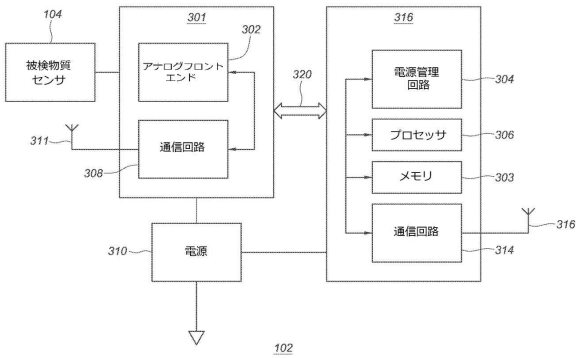 104
被検物質
センサ
301
302
アナログフロント
エンド
311
通信回路
308
310
電源
320
316
電源管理
回路
304
プロセッサ
306
メモリ
303
通信回路
314
316
102